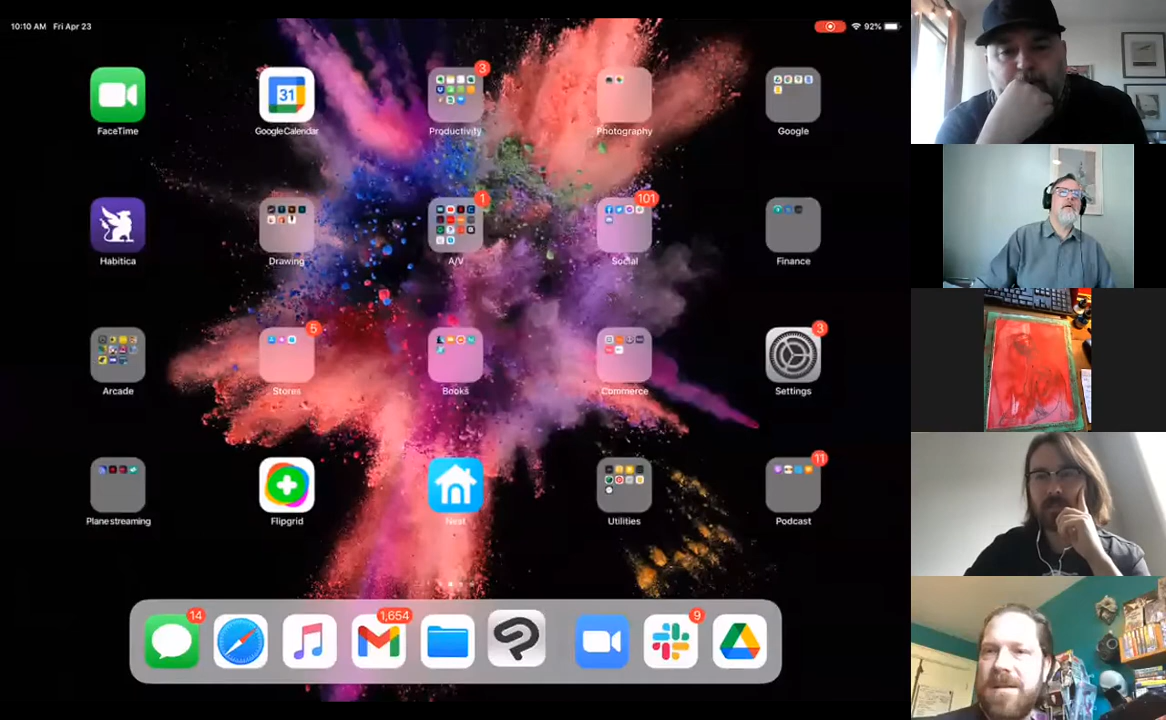 10:10 AM Fri Apr 23
92%
3
FaceTime
31
Google Calendar
Productivity
Photography
Google
1
101
Habitica
Drawing
A/V
Social
Finance
5
3
Arcade
Stores
Books
Commerce
Settings
11
Plane streaming
Flipgrid
Nest
Utilities
Podcast
14
1,654
9